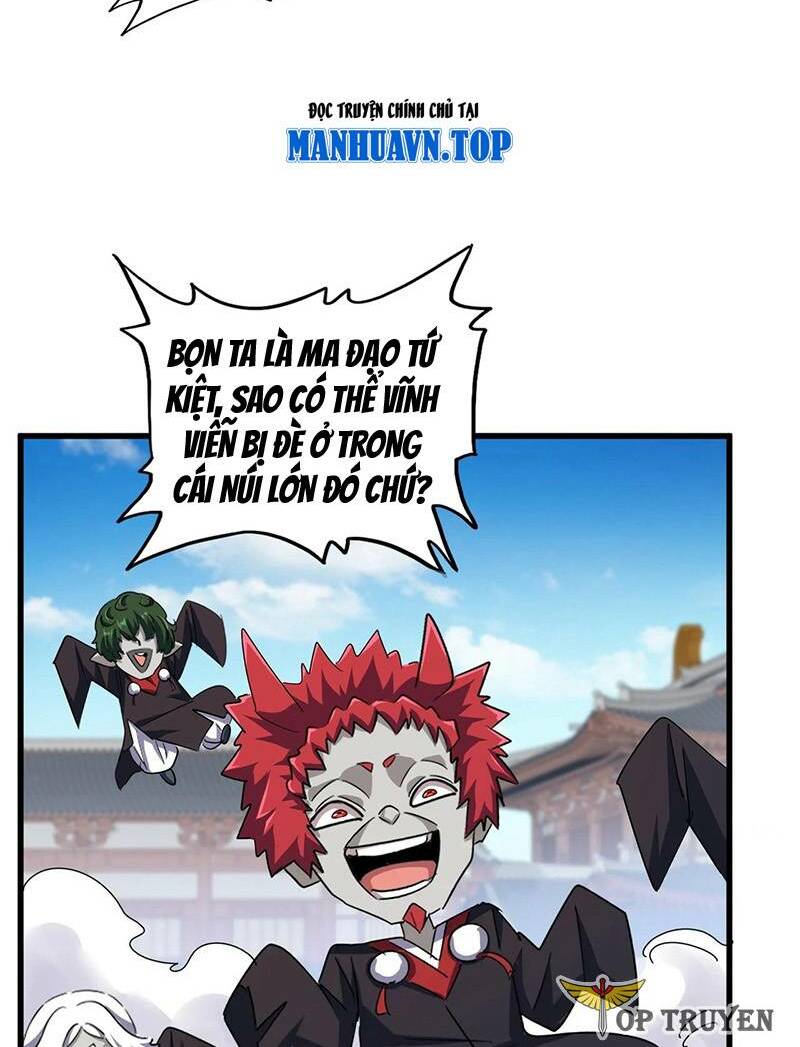 ĐỌC TRUYỆN CHÍNH CHỦ TẠI
MANHUAVN.TOP
BỌN TA LÀ MA ĐẠO TỨ
KIỆT, SAO CÓ THỂ VĨNH
VIỄN BỊ ĐÈ Ở TRONG
CÁI NÚI LỚN ĐÓ CHỨ?
TOP TRUYEN